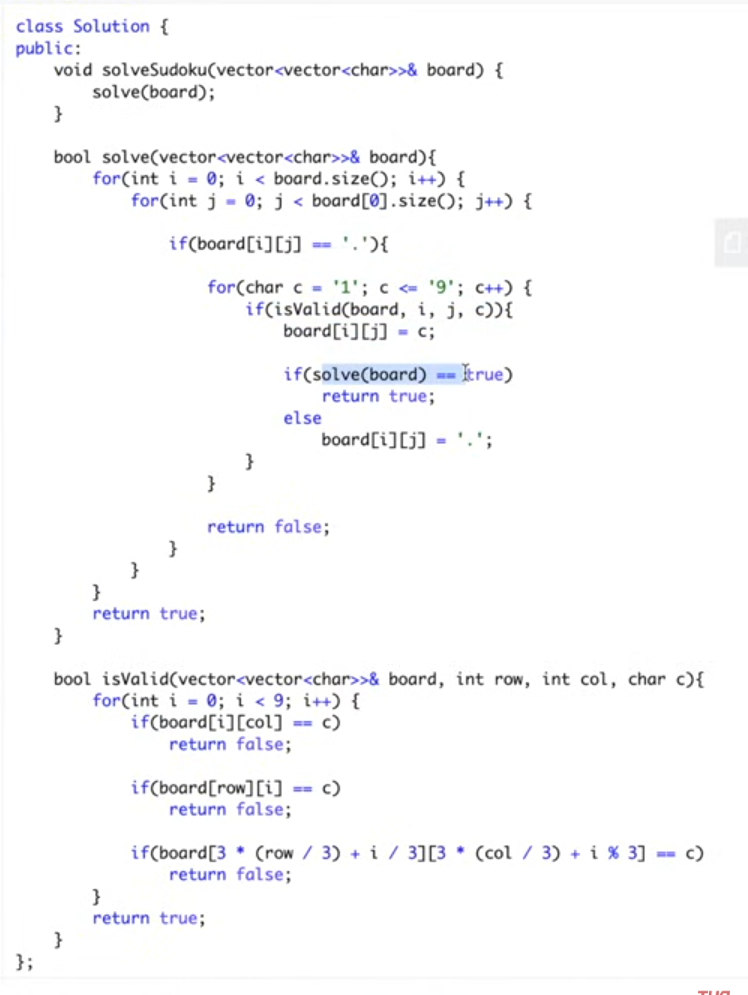 class Solution {
public:
    void solveSudoku(vector<vector<char>>& board) {
        solve(board);
    }

    bool solve(vector<vector<char>>& board){
        for(int i = 0; i < board.size(); i++) {
            for(int j = 0; j < board[0].size(); j++) {

                if(board[i][j] == '.'){

                    for(char c = '1'; c <= '9'; c++) {
                        if(isValid(board, i, j, c)){
                            board[i][j] = c;

                            if(solve(board) == true)
                                return true;
                            else
                                board[i][j] = '.';
                        }
                    }

                    return false;
                }
            }
        }
        return true;
    }

    bool isValid(vector<vector<char>>& board, int row, int col, char c){
        for(int i = 0; i < 9; i++) {
            if(board[i][col] == c)
                return false;

            if(board[row][i] == c)
                return false;

            if(board[3 * (row / 3) + i / 3][3 * (col / 3) + i % 3] == c)
                return false;
        }
        return true;
    }
};